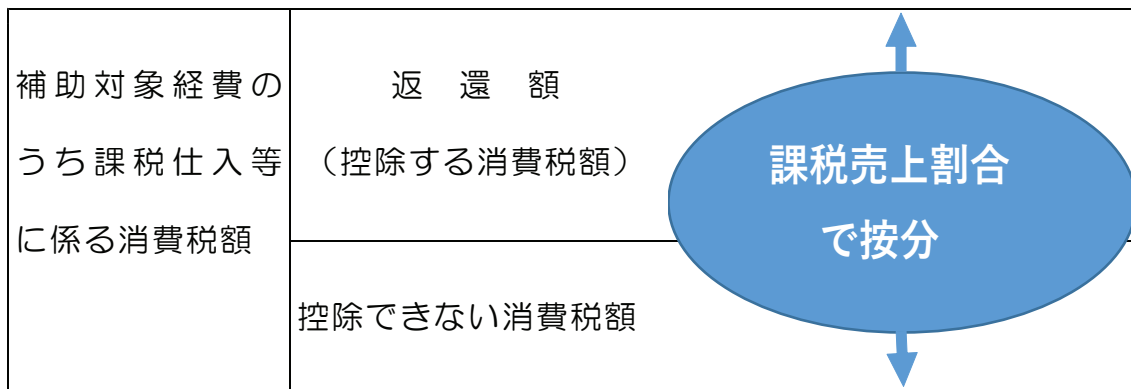 補助対象経費の
うち課税仕入等
に係る消費税額
返還額
（控除する消費税額）
控除できない消費税額
課税売上割合
で按分